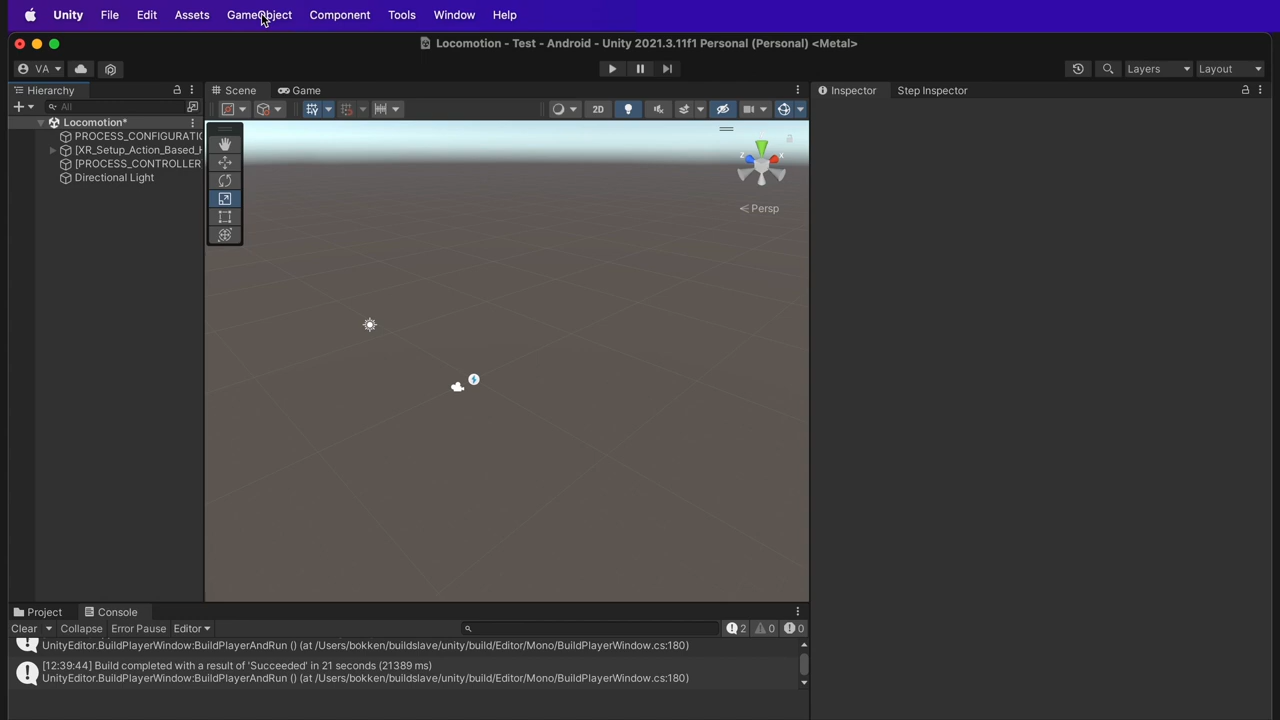 Unity File Edit Assets GameObject Component Tools Window Help
Locomotion - Test - Android - Unity 2021.3.11f1 Personal (Personal) <Metal>
VA Layers Layout
Hierarchy Scene Game Inspector Step Inspector
All 2D
Locomotion*
PROCESS_CONFIGURATIO
[XR_Setup_Action_Based_H
[PROCESS_CONTROLLER
Directional Light
z x
Persp
Project Console
Clear Collapse Error Pause Editor 2 0 0
UnityEditor.BuildPlayerWindow:BuildPlayerAndRun () (at /Users/bokken/buildslave/unity/build/Editor/Mono/BuildPlayerWindow.cs:180)
[12:39:44] Build completed with a result of 'Succeeded' in 21 seconds (21389 ms)
UnityEditor.BuildPlayerWindow:BuildPlayerAndRun () (at /Users/bokken/buildslave/unity/build/Editor/Mono/BuildPlayerWindow.cs:180)